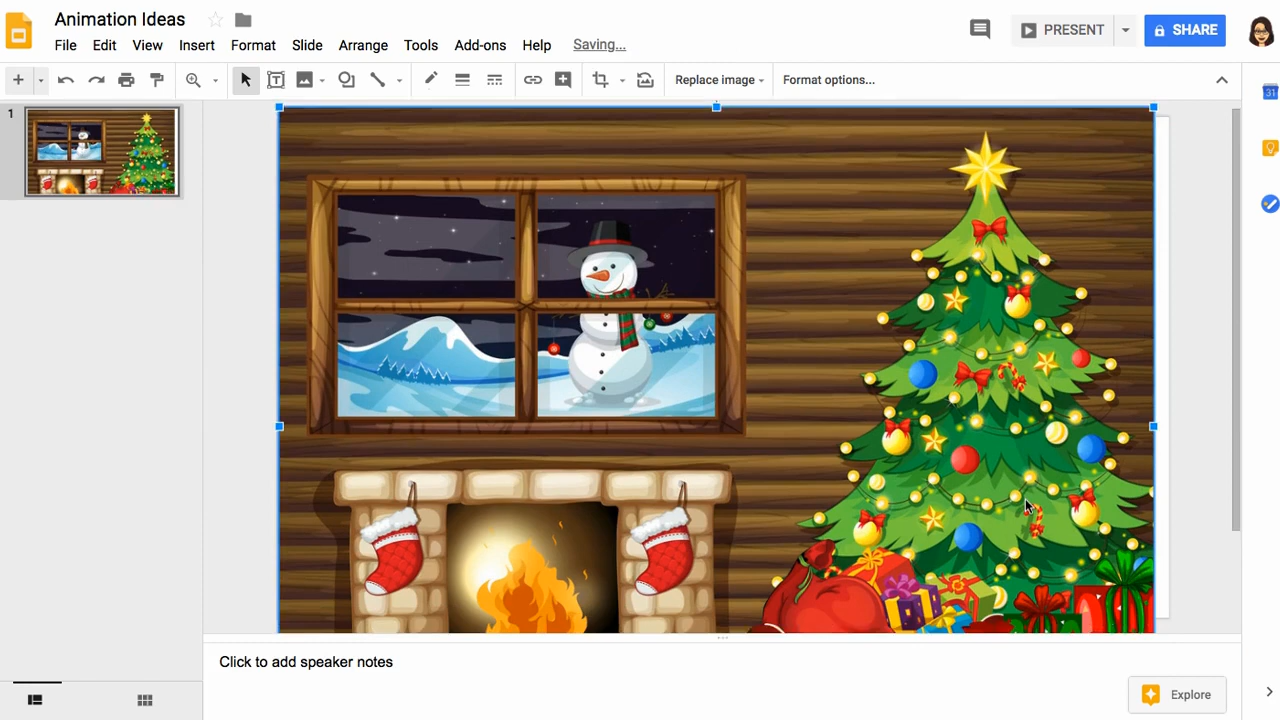 Animation Ideas
File Edit View Insert Format Slide Arrange Tools Add-ons Help Saving...
PRESENT SHARE
Replace image Format options...
31
1
Click to add speaker notes
Explore